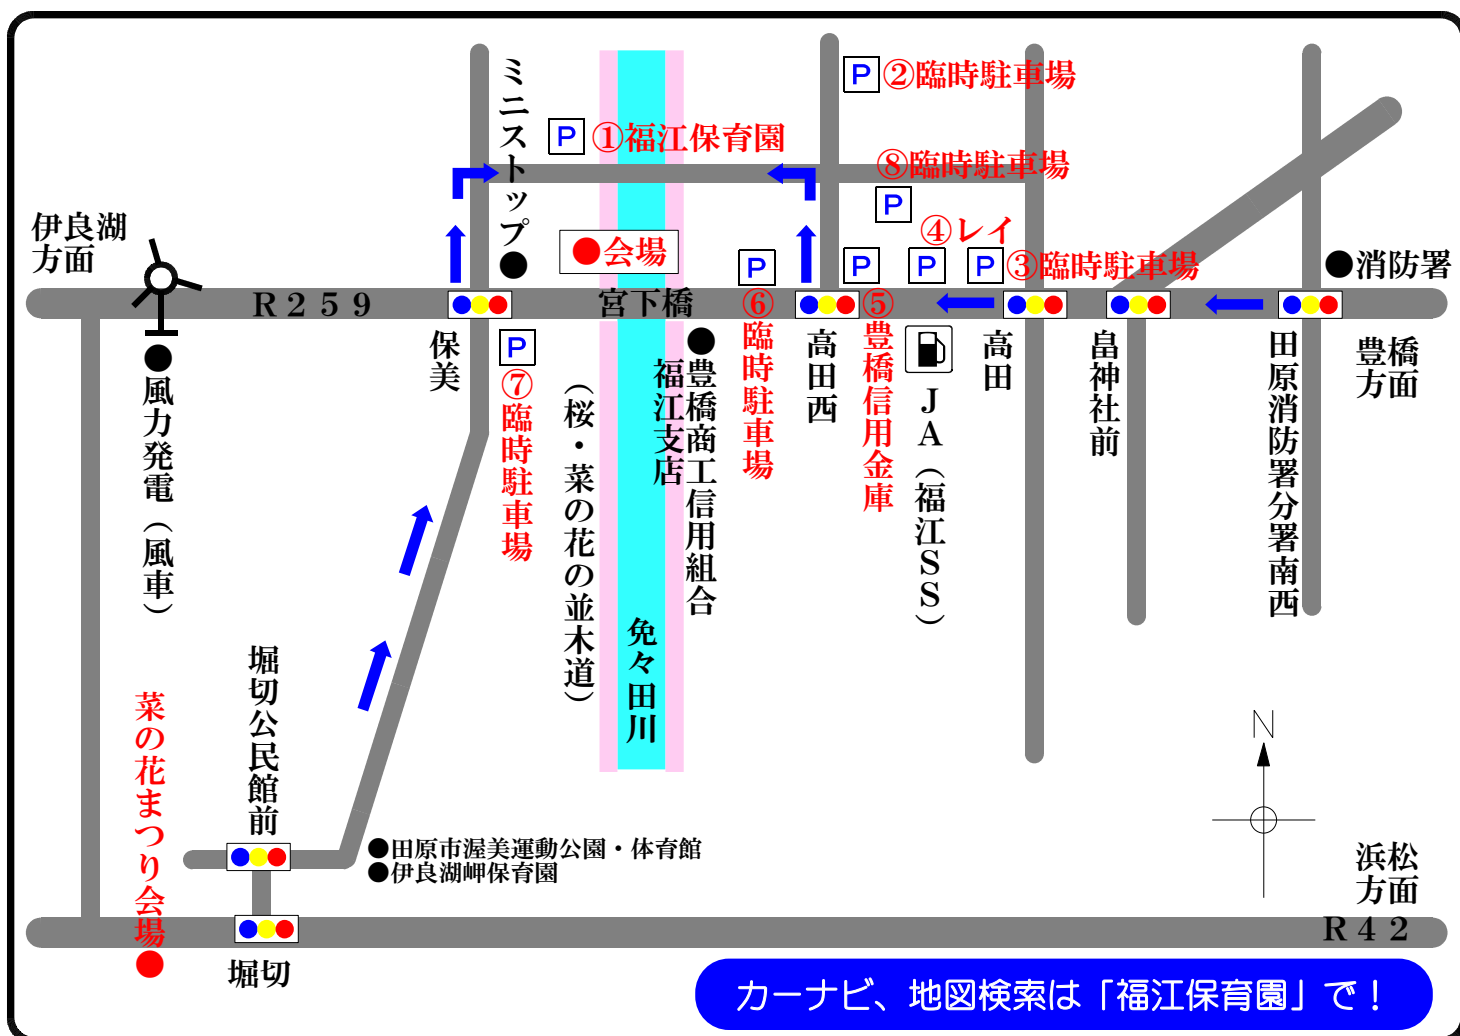 ミニストップ
P
②臨時駐車場
P
①福江保育園
⑧臨時駐車場
P
伊良湖
方面
④レイ
●会場
P
P
P
P
③臨時駐車場
●消防署
R259
宮下橋
保美
P
⑦臨時駐車場
●豊橋商工信用組合
福江支店
⑥臨時駐車場
高田西
⑤豊橋信用金庫
JA(福江SS)
高田
畠神社前
田原消防署分署南西
豊橋
方面
●風力発電(風車)
(桜・菜の花の並木道)
免々田川
堀切公民館前
菜の花まつり会場●
N
●田原市渥美運動公園・体育館
●伊良湖岬保育園
浜松
方面
R42
堀切
カーナビ、地図検索は「福江保育園」で!